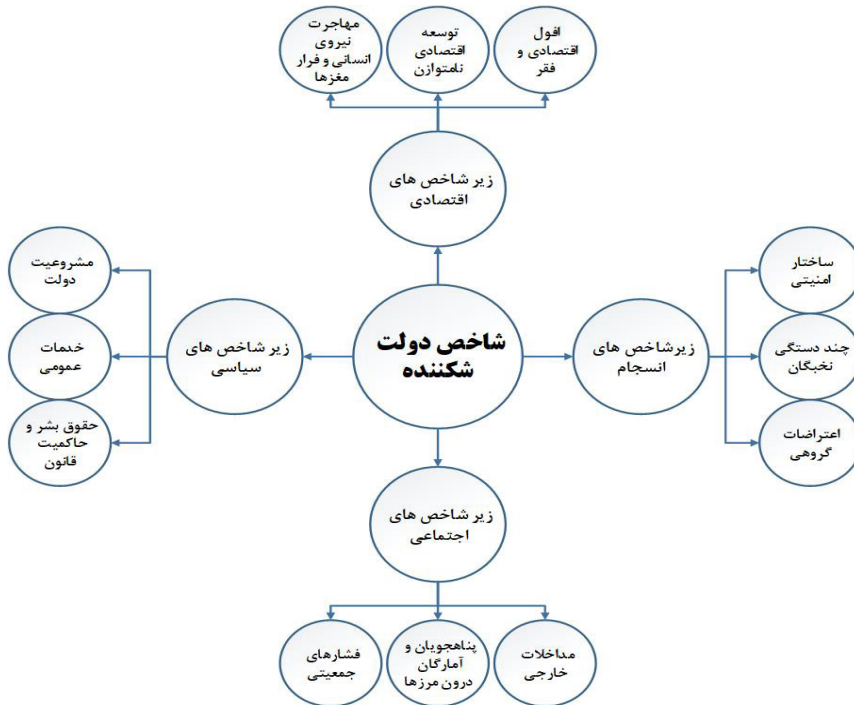 افول
اقتصادی و
فقر
توسعه
اقتصادی
نامتوازن
مهاجرت
نیروی
انسانی و فرار
مغزها
زیر شاخص های
اقتصادی
ساختار
امنیتی
چند دستگی
نخبگان
اعتراضات
گروهی
زیرشاخص های
انسجام
شاخص دولت
شکننده
زیر شاخص های
سیاسی
مشروعیت
دولت
خدمات
عمومی
حقوق بشر و
حاکمیت
قانون
زیر شاخص های
اجتماعی
مداخلات
خارجی
پناهجویان و
آمارگان
درون مرزها
فشارهای
جمعیتی